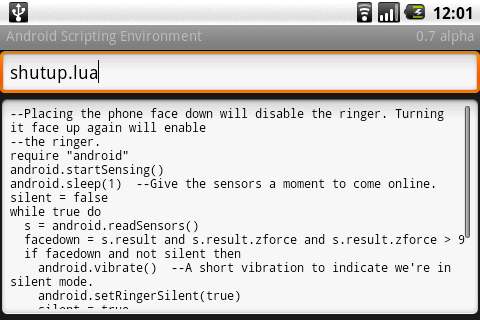 12:01
Android Scripting Environment 0.7 alpha
shutup.lua
--Placing the phone face down will disable the ringer. Turning
it face up again will enable
--the ringer.
require "android"
android.startSensing()
android.sleep(1)  --Give the sensors a moment to come online.
silent = false
while true do
  s = android.readSensors()
  facedown = s.result and s.result.zforce and s.result.zforce > 9
  if facedown and not silent then
    android.vibrate()  --A short vibration to indicate we're in
silent mode.
    android.setRingerSilent(true)
    silent = true